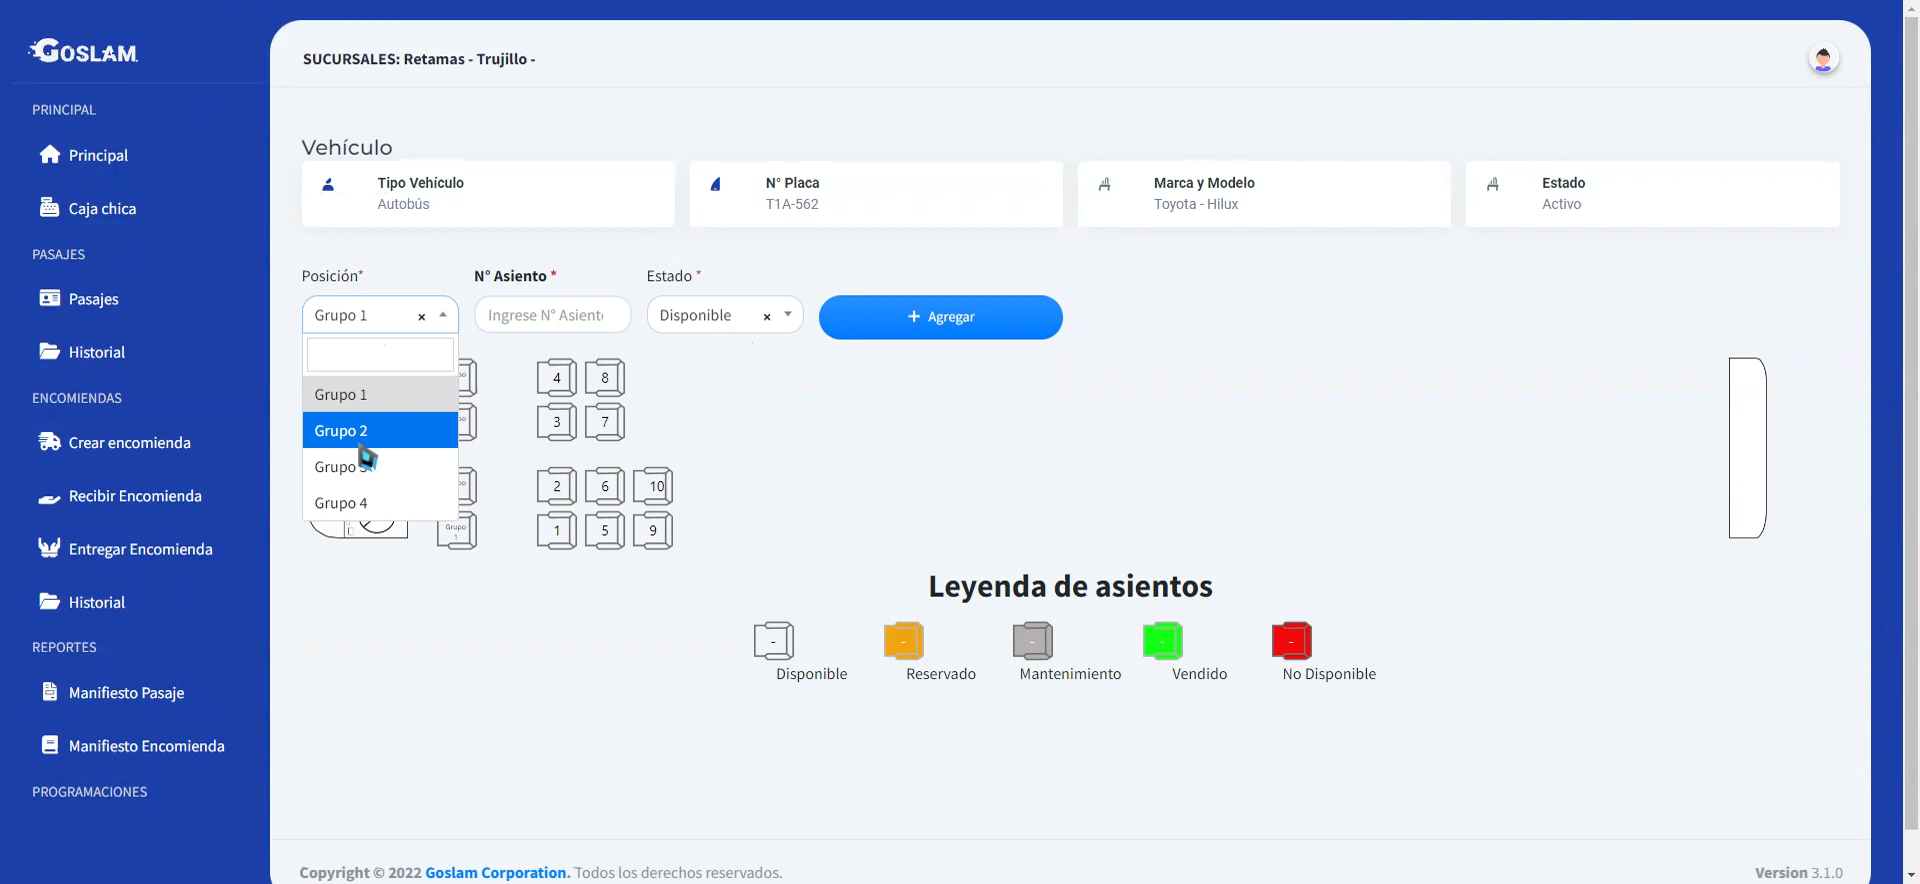 GOSLAM
SUCURSALES: Retamas - Trujillo -
PRINCIPAL
Principal
Caja chica
PASAJES
Pasajes
Historial
ENCOMIENDAS
Crear encomienda
Recibir Encomienda
Entregar Encomienda
Historial
REPORTES
Manifiesto Pasaje
Manifiesto Encomienda
PROGRAMACIONES
Vehículo
Tipo Vehículo
Autobús
N° Placa
T1A-562
Marca y Modelo
Toyota - Hilux
Estado
Activo
Posición*
N° Asiento *
Estado *
Grupo 1 × 
Ingrese N° Asient
Disponible ×
+ Agregar
Grupo 1
Grupo 2
Grupo
Grupo 4
4 8
3 7
2 6 10
Grupo 1
1 5 9
Leyenda de asientos
- - - - -
Disponible
Reservado
Mantenimiento
Vendido
No Disponible
Copyright © 2022 Goslam Corporation. Todos los derechos reservados.
Version 3.1.0